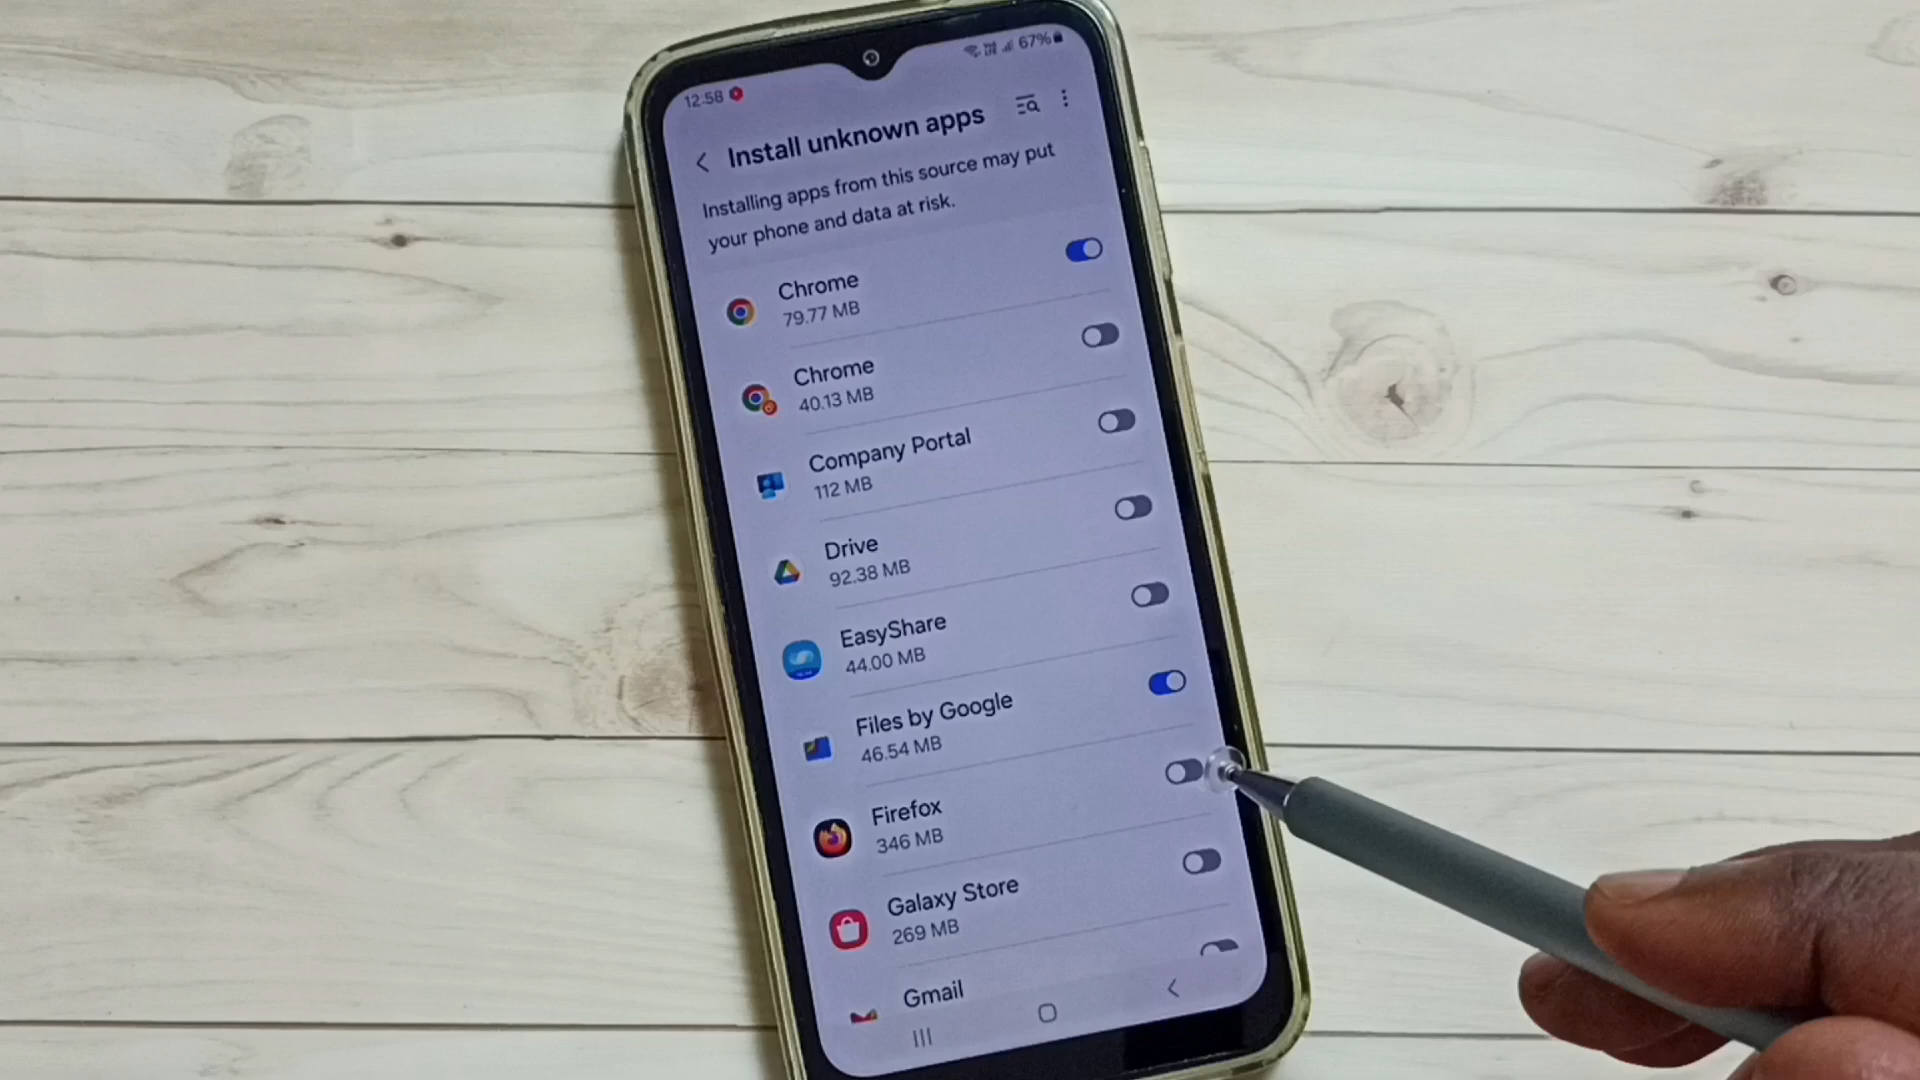 12:58
67%
Install unknown apps
Installing apps from this source may put
your phone and data at risk.
Chrome
79.77 MB
Chrome
40.13 MB
Company Portal
112 MB
Drive
92.38 MB
EasyShare
44.00 MB
Files by Google
46.54 MB
Firefox
346 MB
Galaxy Store
269 MB
Gmail